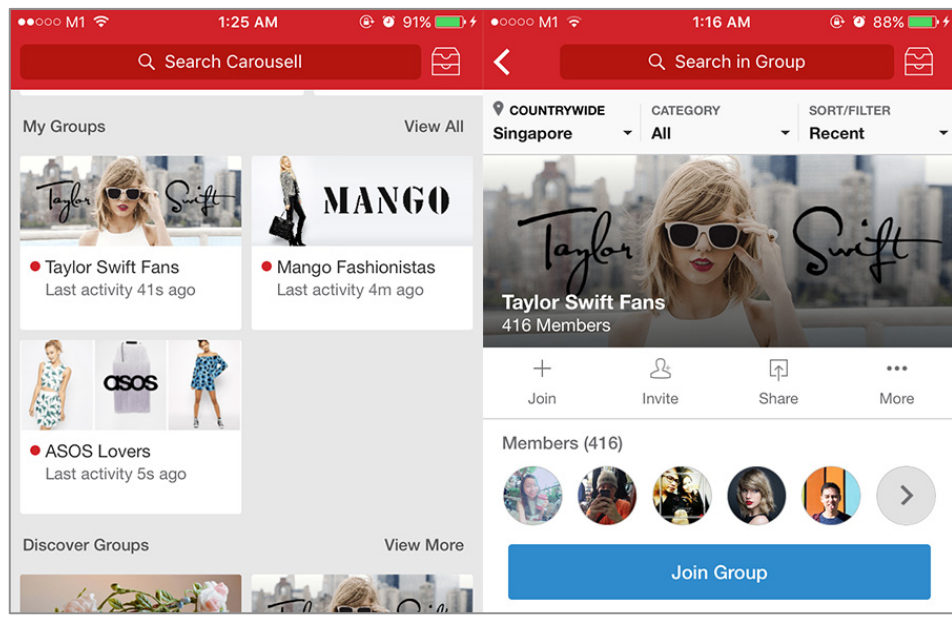 M1 1:25 AM 91%
Search Carousell
My Groups View All
Taylor Swift
MANGO
Taylor Swift Fans
Last activity 41s ago
Mango Fashionistas
Last activity 4m ago
asos
ASOS Lovers
Last activity 5s ago
Discover Groups View More
M1 1:16 AM 88%
Search in Group
COUNTRYWIDE CATEGORY SORT/FILTER
Singapore All Recent
Taylor Swift
Taylor Swift Fans
416 Members
Join Invite Share More
Members (416)
Join Group